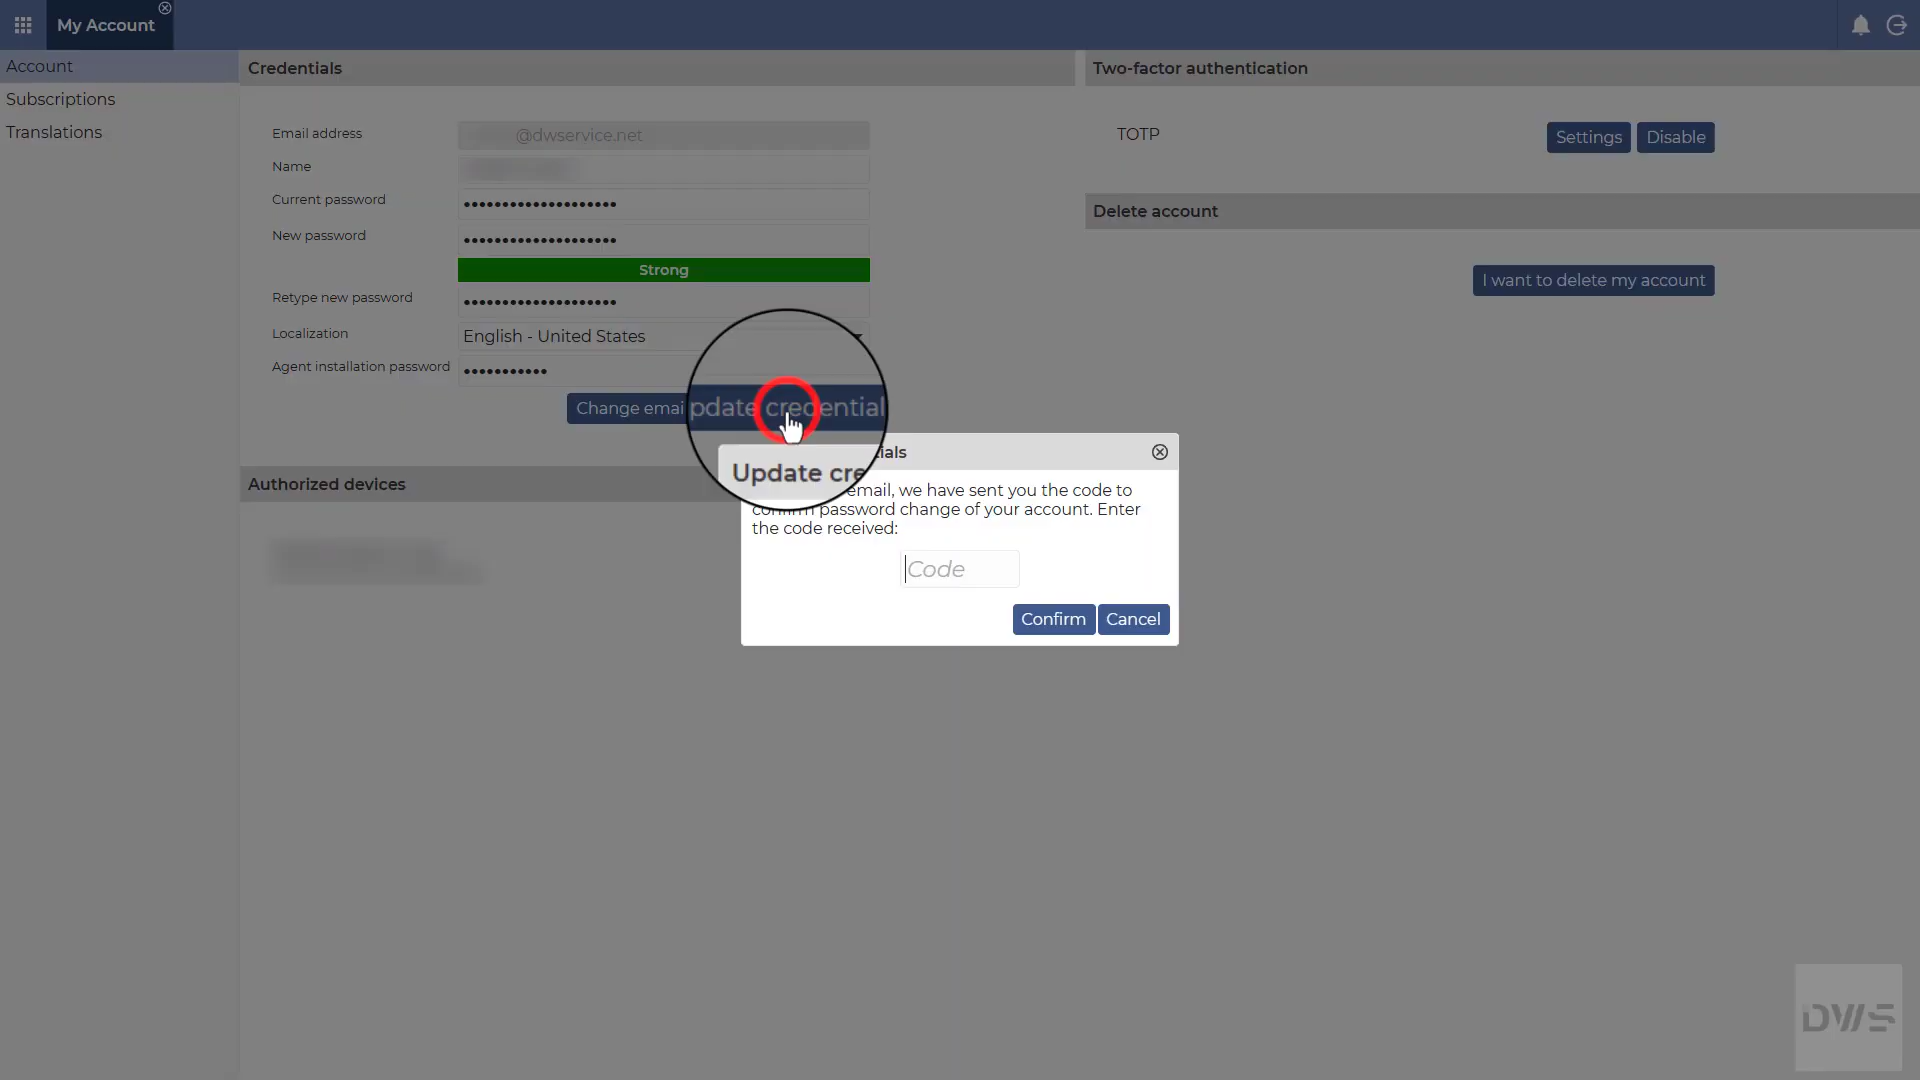 My Account
Account
Subscriptions
Translations
Credentials
Email address
@dwservice.net
Name
Current password
••••••••••••••••••••
New password
••••••••••••••••••••
Strong
Retype new password
••••••••••••••••••••
Localization
English - United States
Agent installation password
•••••••••••
Change emai
pdate credential
Authorized devices
Two-factor authentication
TOTP
Settings
Disable
Delete account
I want to delete my account
Update cre
ials
email, we have sent you the code to
confirm password change of your account. Enter
the code received:
Code
Confirm
Cancel
DWS